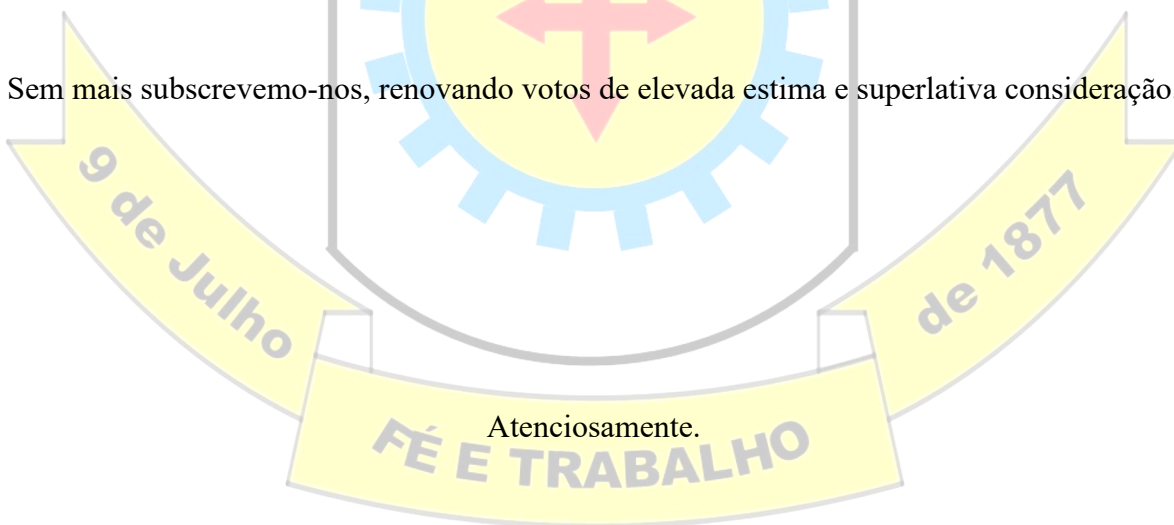 Sem mais subscrevemo-nos, renovando votos de elevada estima e superlativa consideração
9 de Julho
de 1877
Atenciosamente.
FÉ E TRABALHO